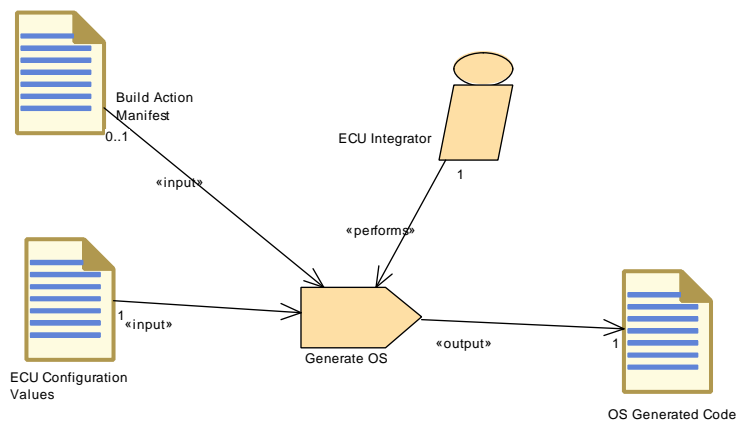 Build Action
Manifest
0..1
«input»
ECU Integrator
1
«performs»
1
«input»
ECU Configuration
Values
Generate OS
«output»
1
OS Generated Code